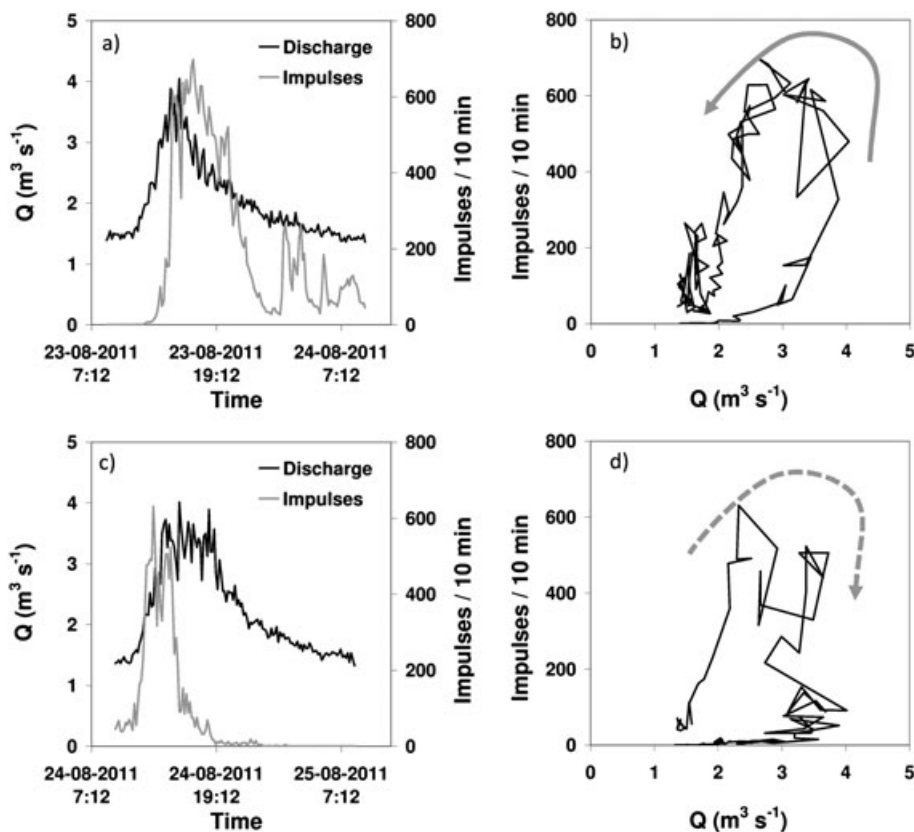 a)
Discharge
Impulses
5
4
3
2
1
0
Q (m³ s⁻¹)
800
600
400
200
0
Impulses / 10 min
23-08-2011 7:12
23-08-2011 19:12
24-08-2011 7:12
Time
b)
800
600
400
200
0
Impulses / 10 min
0 1 2 3 4 5
Q (m³ s⁻¹)
c)
Discharge
Impulses
5
4
3
2
1
0
Q (m³ s⁻¹)
800
600
400
200
0
Impulses / 10 min
24-08-2011 7:12
24-08-2011 19:12
25-08-2011 7:12
Time
d)
800
600
400
200
0
Impulses / 10 min
0 1 2 3 4 5
Q (m³ s⁻¹)